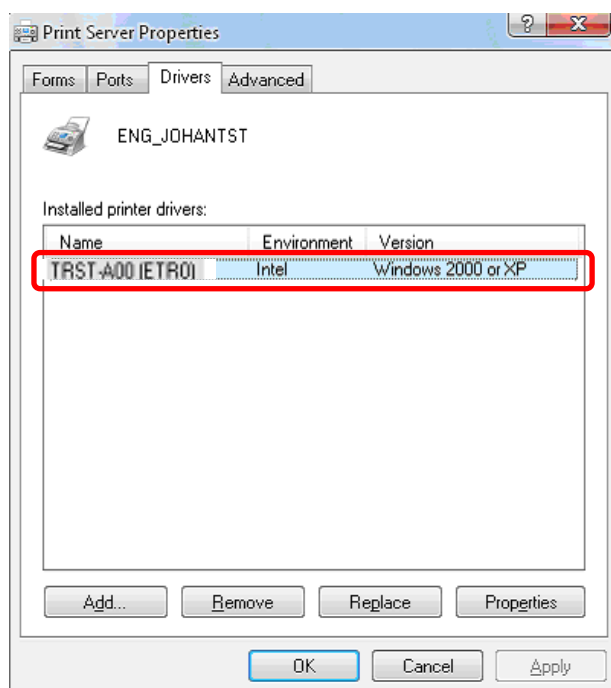 Print Server Properties
?
X
Forms Ports Drivers Advanced
ENG_JOHANTST
Installed printer drivers:
Name Environment Version
TRST-A00 (ETR0) Intel Windows 2000 or XP
Add... Remove Replace Properties
OK Cancel Apply